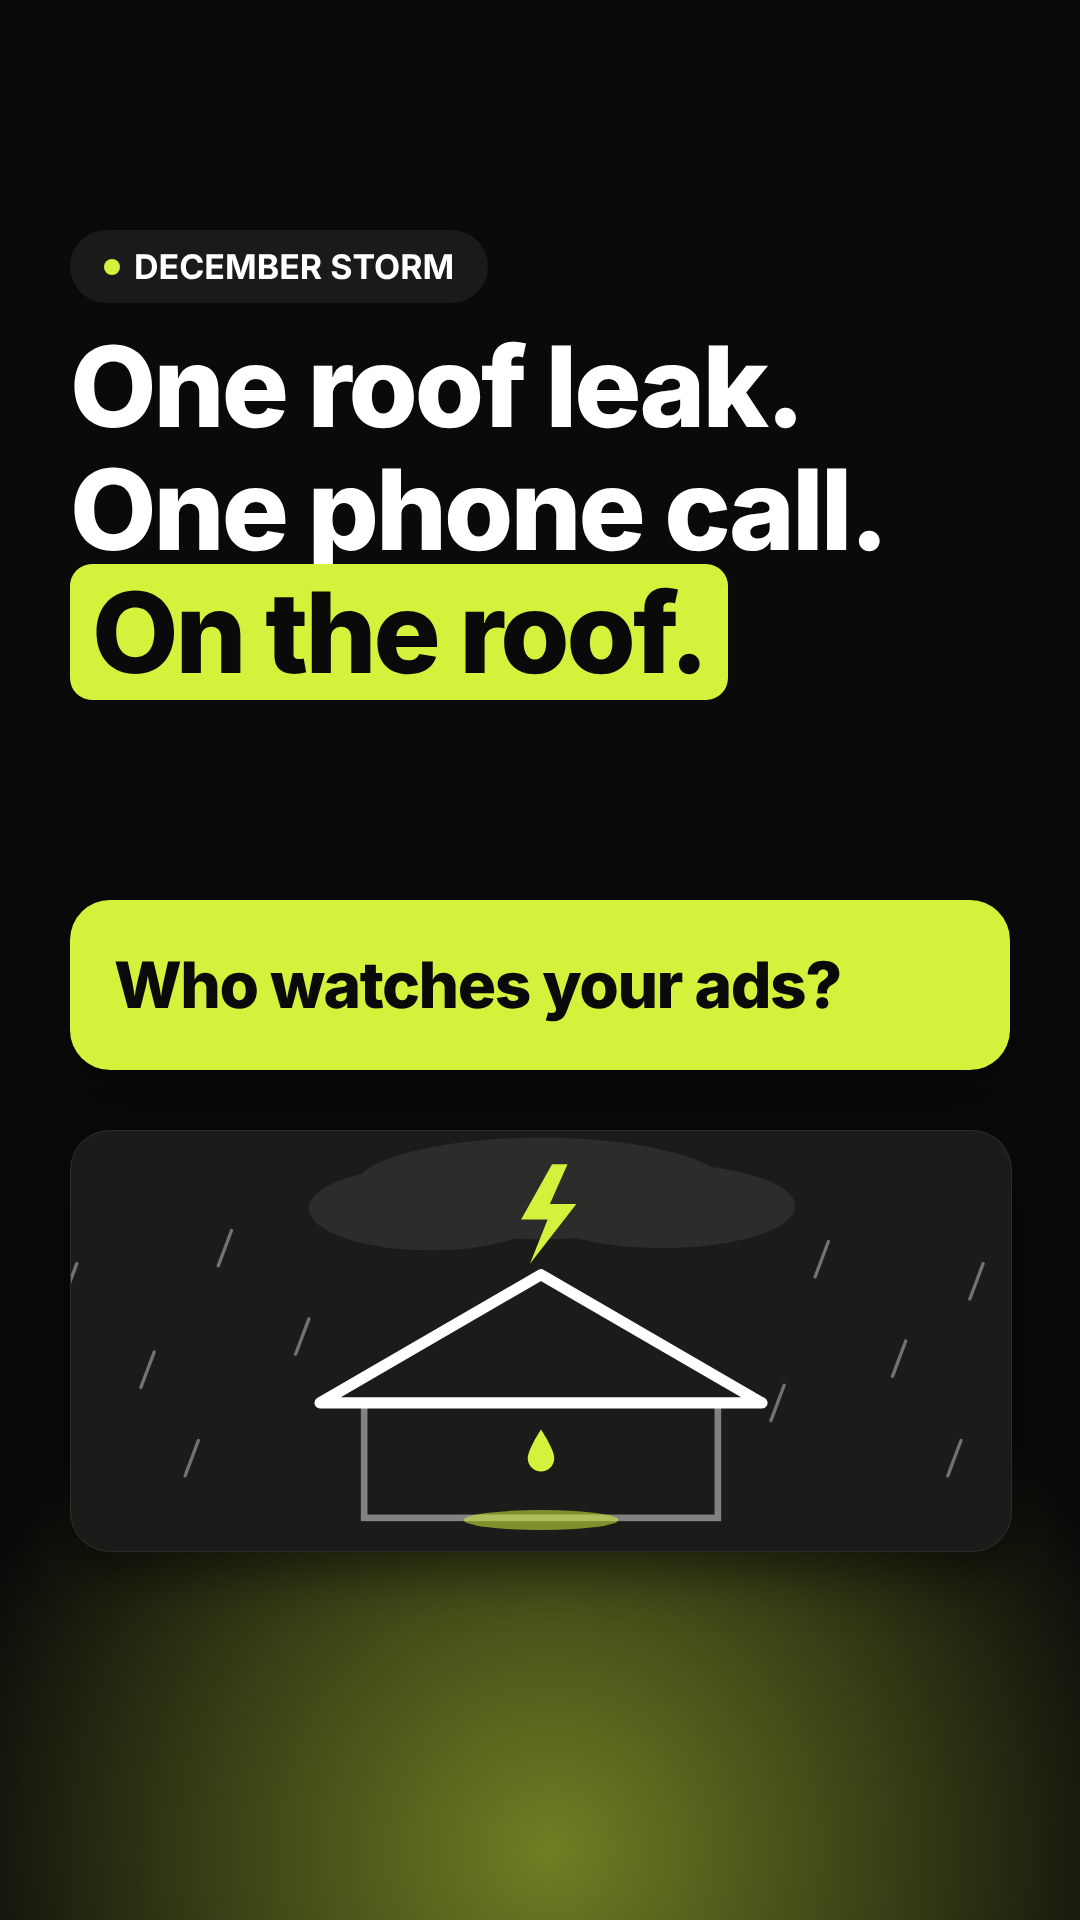 DECEMBER STORM
One roof leak.
One phone call.
On the roof.
Who watches your ads?